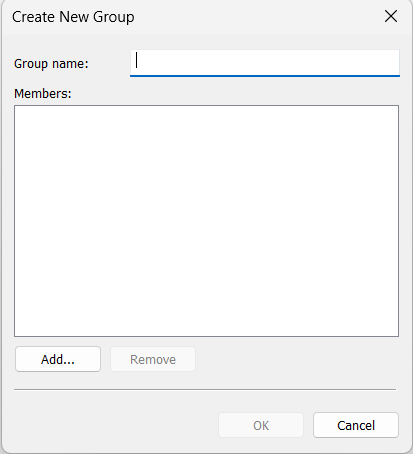 Create New Group
Group name:
Members:
Add... Remove
OK Cancel